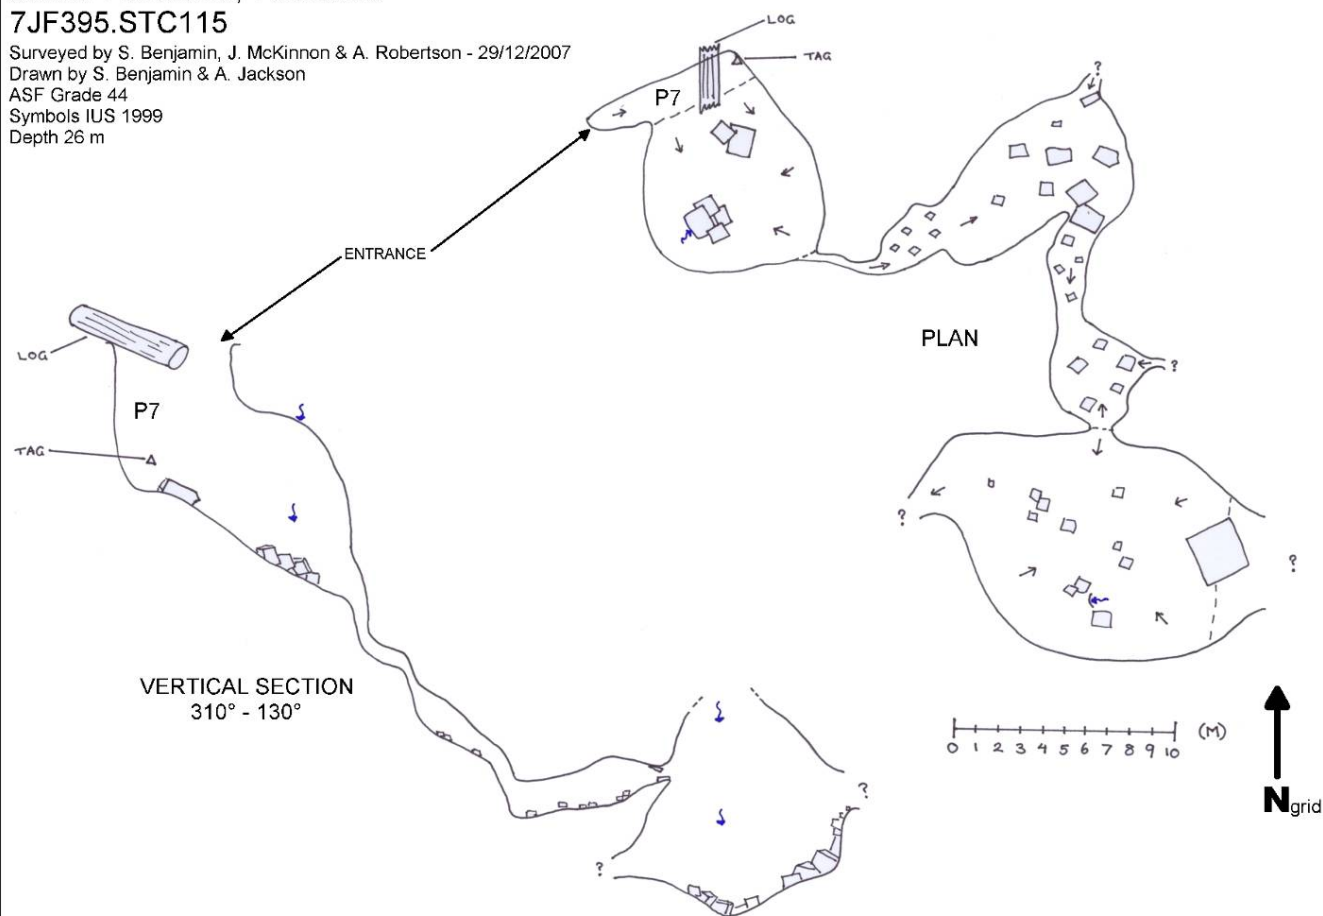 7JF395.STC115
Surveyed by S. Benjamin, J. McKinnon & A. Robertson - 29/12/2007
Drawn by S. Benjamin & A. Jackson
ASF Grade 44
Symbols IUS 1999
Depth 26 m
LOG
TAG
P7
?
ENTRANCE
PLAN
LOG
?
P7
TAG
?
?
VERTICAL SECTION
310° - 130°
0 1 2 3 4 5 6 7 8 9 10 (M)
N grid
?
?